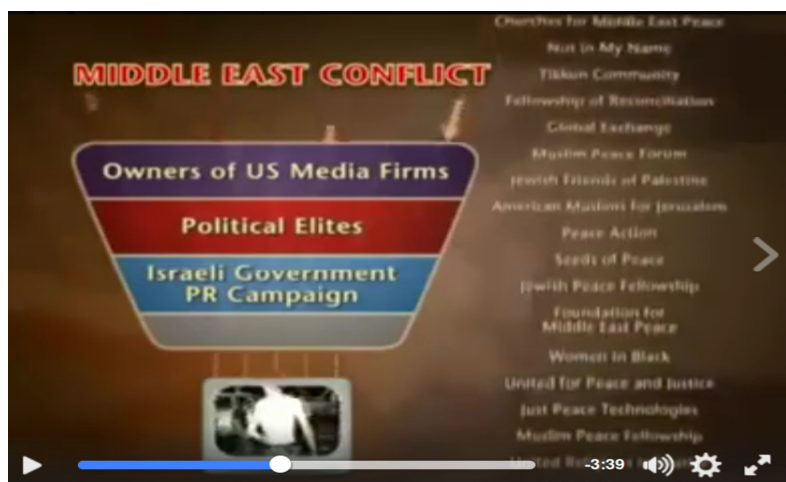 MIDDLE EAST CONFLICT
Owners of US Media Firms
Political Elites
Israeli Government
PR Campaign
Churches for Middle East Peace
Not In My Name
Tikkun Community
Fellowship of Reconciliation
Global Exchange
Muslim Peace Forum
Jewish Friends of Palestine
American Muslims for Jerusalem
Peace Action
Seeds of Peace
Jewish Peace Fellowship
Foundation for
Middle East Peace
Women in Black
United for Peace and Justice
Just Peace Technologies
Muslim Peace Fellowship
United
-3:39